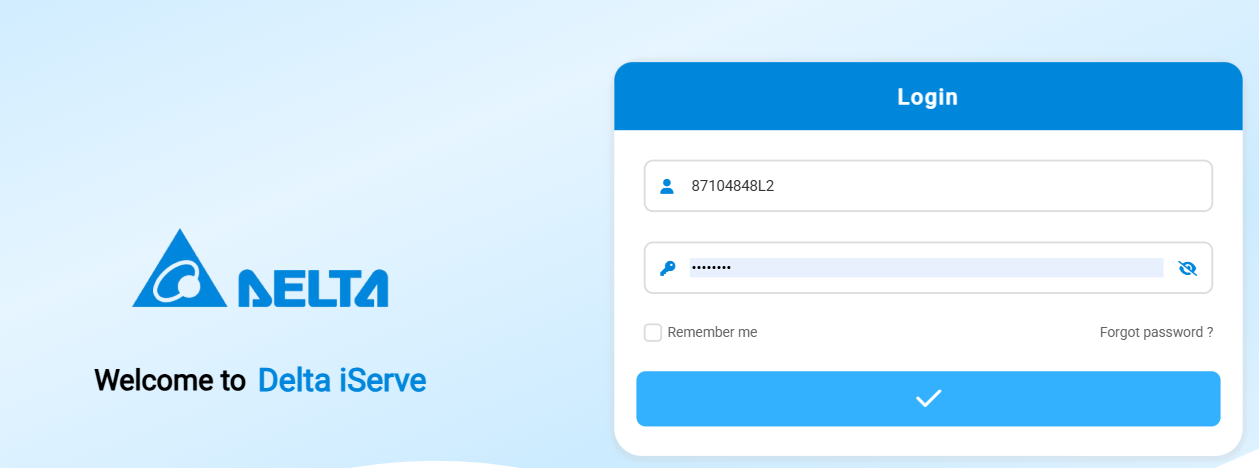 Login
87104848L2
••••••••
Remember me
Forgot password ?
DELTA
Welcome to Delta iServe